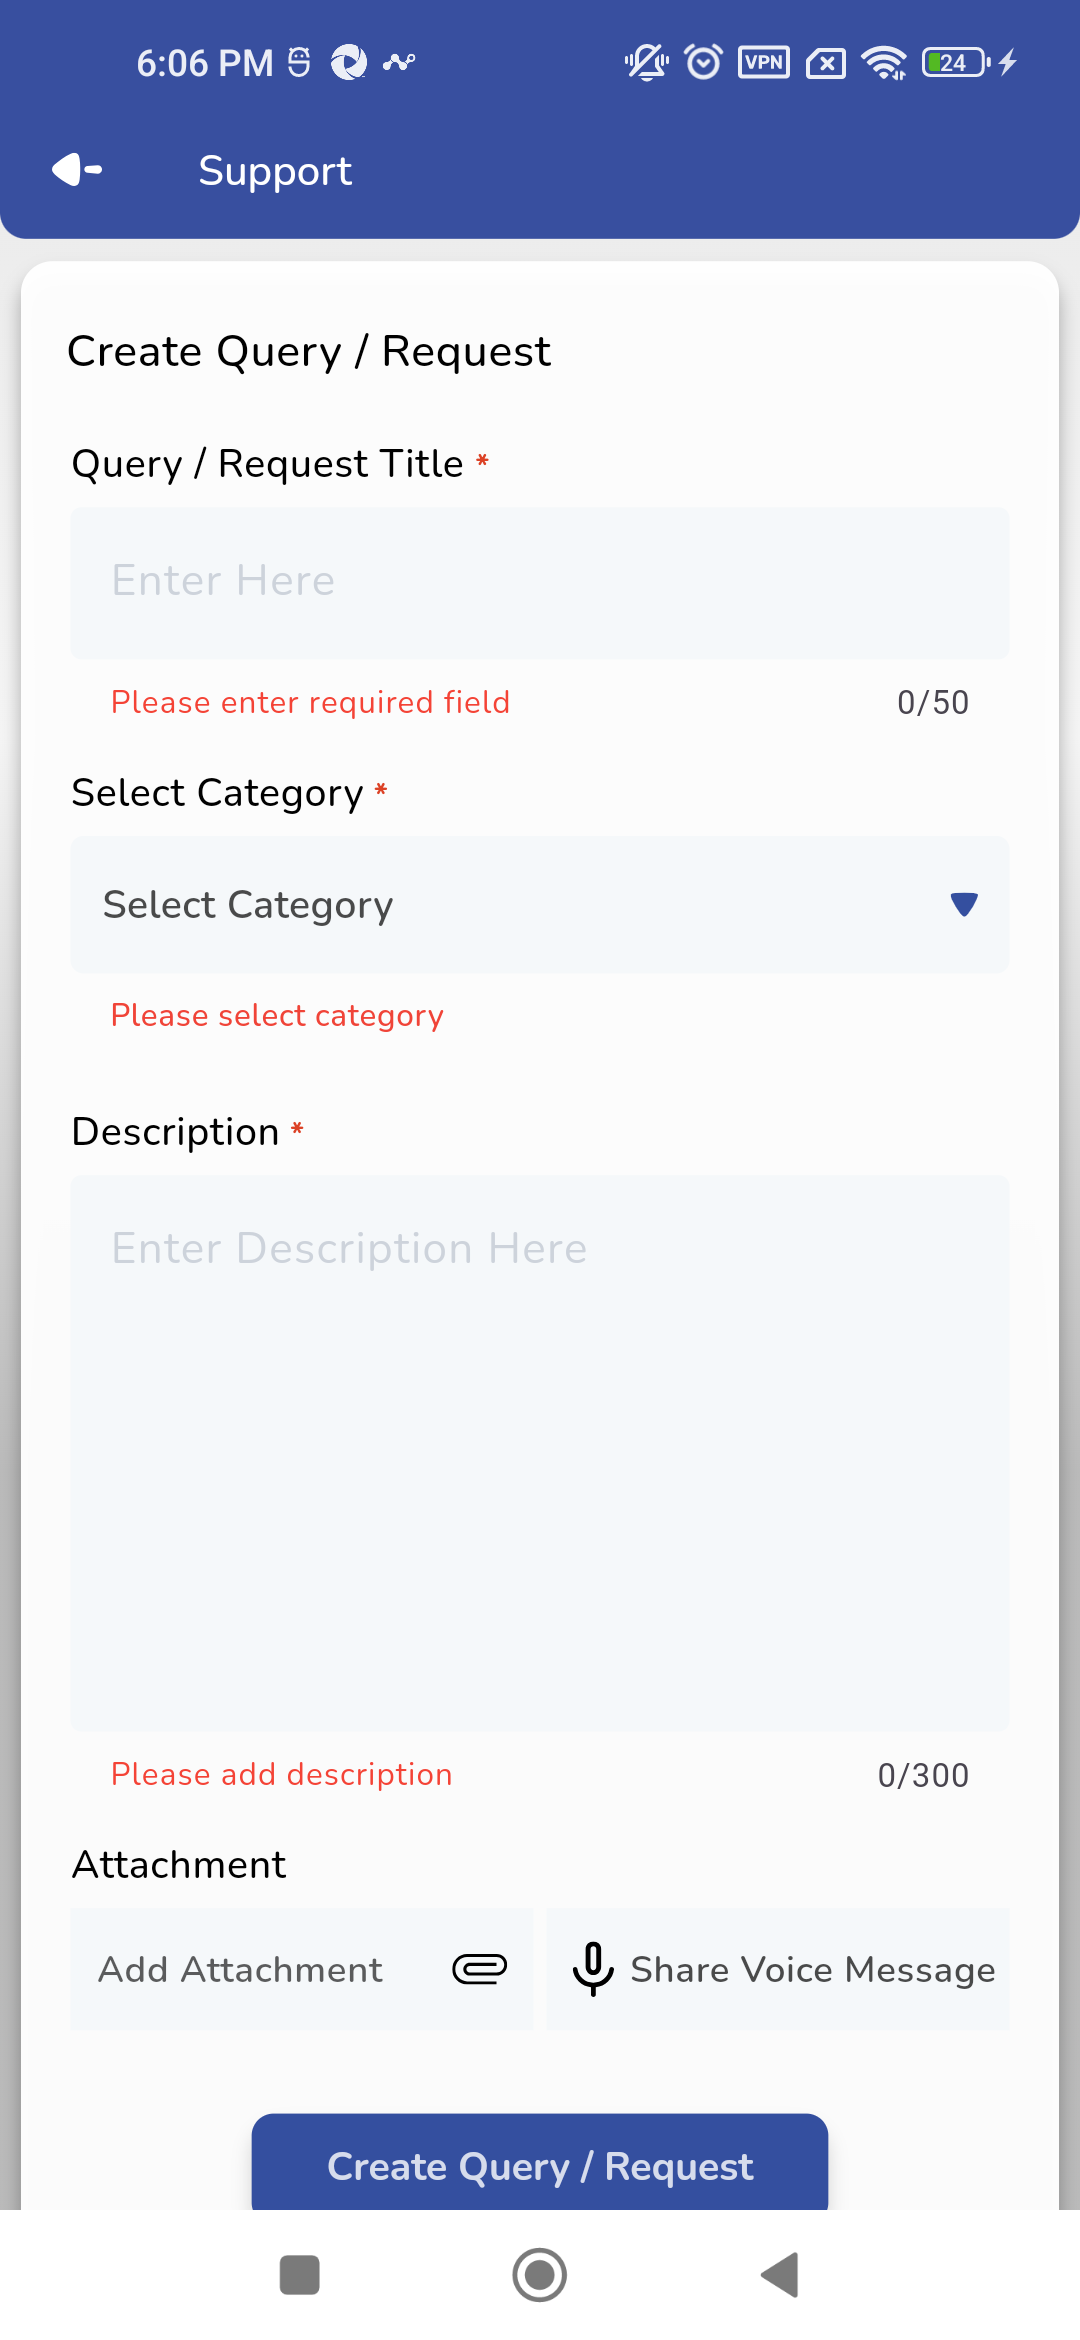 6:06 PM
VPN
24
Support
Create Query / Request
Query / Request Title *
Enter Here
Please enter required field 0/50
Select Category *
Select Category
Please select category
Description *
Enter Description Here
Please add description 0/300
Attachment
Add Attachment Share Voice Message
Create Query / Request